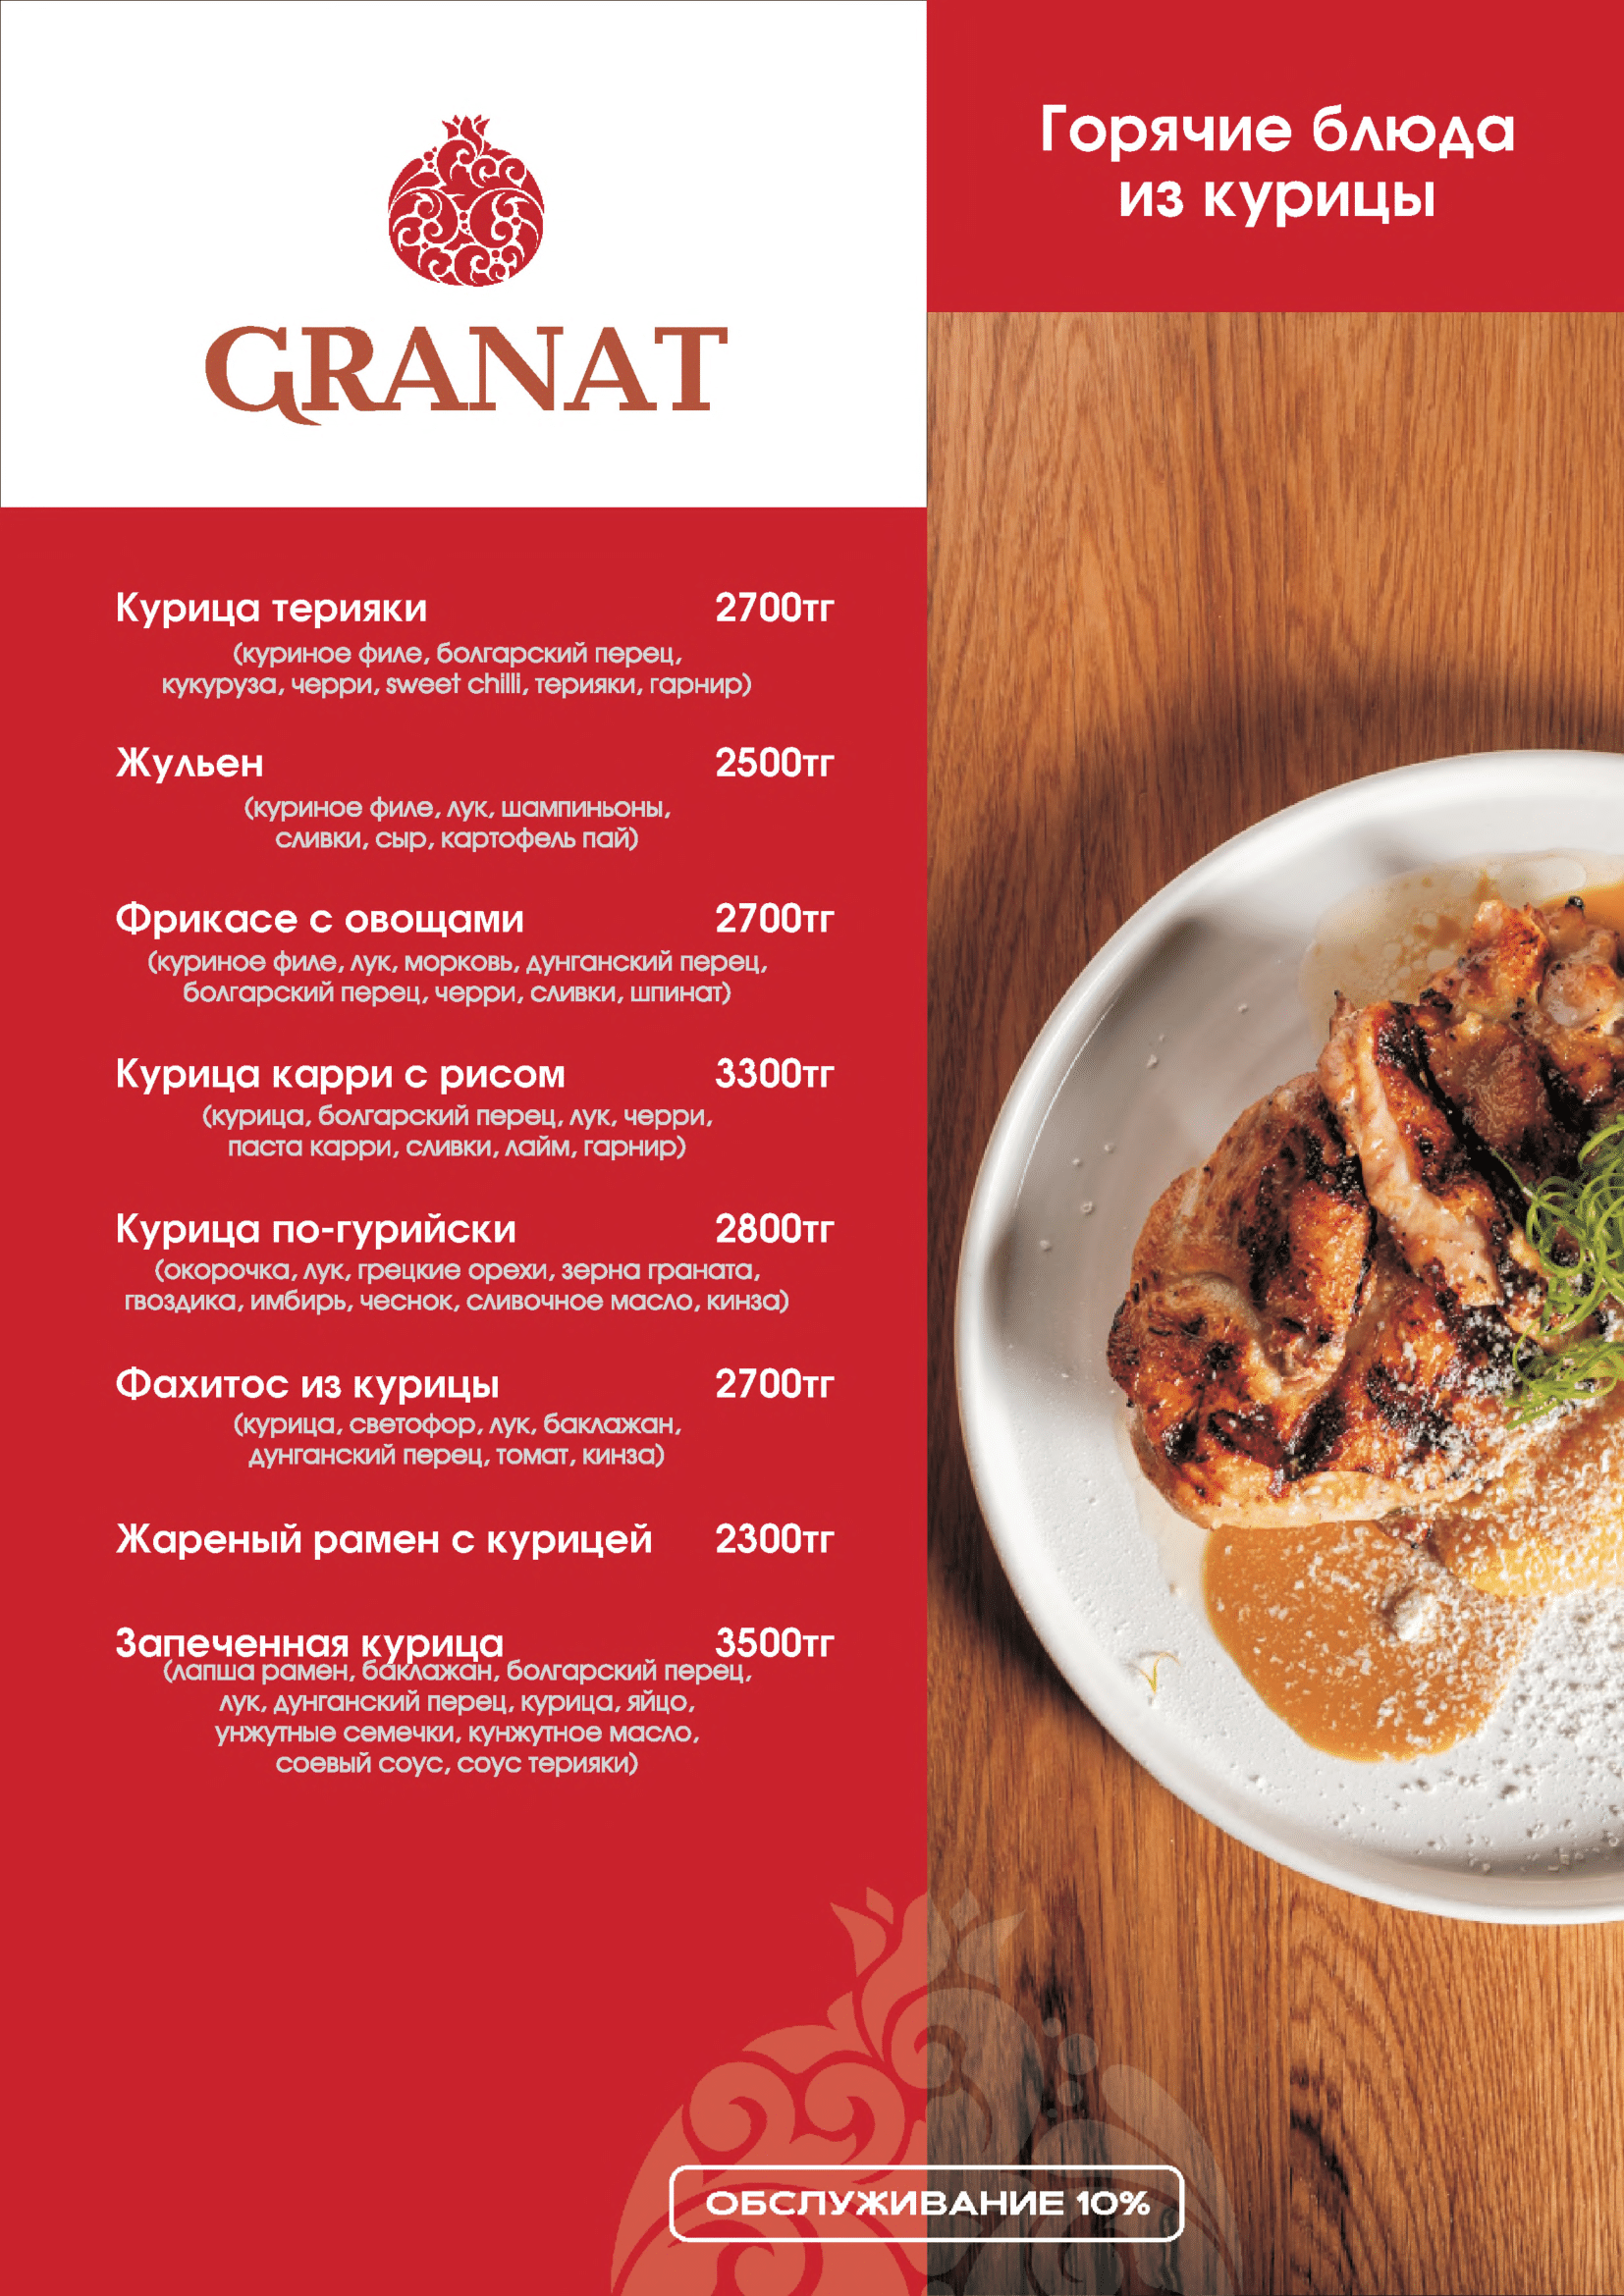 GRANAT
Горячие блюда
из курицы
Курица терияки 2700тг
(куриное филе, болгарский перец,
кукуруза, черри, sweet chilli, терияки, гарнир)
Жульен 2500тг
(куриное филе, лук, шампиньоны,
сливки, сыр, картофель пай)
Фрикасе с овощами 2700тг
(куриное филе, лук, морковь, дунганский перец,
болгарский перец, черри, сливки, шпинат)
Курица карри с рисом 3300тг
(курица, болгарский перец, лук, черри,
паста карри, сливки, лайм, гарнир)
Курица по-гурийски 2800тг
(окорочка, лук, грецкие орехи, зерна граната,
гвоздика, имбирь, чеснок, сливочное масло, кинза)
Фахитос из курицы 2700тг
(курица, светофор, лук, баклажан,
дунганский перец, томат, кинза)
Жареный рамен с курицей 2300тг
Запеченная курица 3500тг
(лапша рамен, баклажан, болгарский перец,
лук, дунганский перец, курица, яйцо,
унжутные семечки, кунжутное масло,
соевый соус, соус терияки)
ОБСЛУЖИВАНИЕ 10%